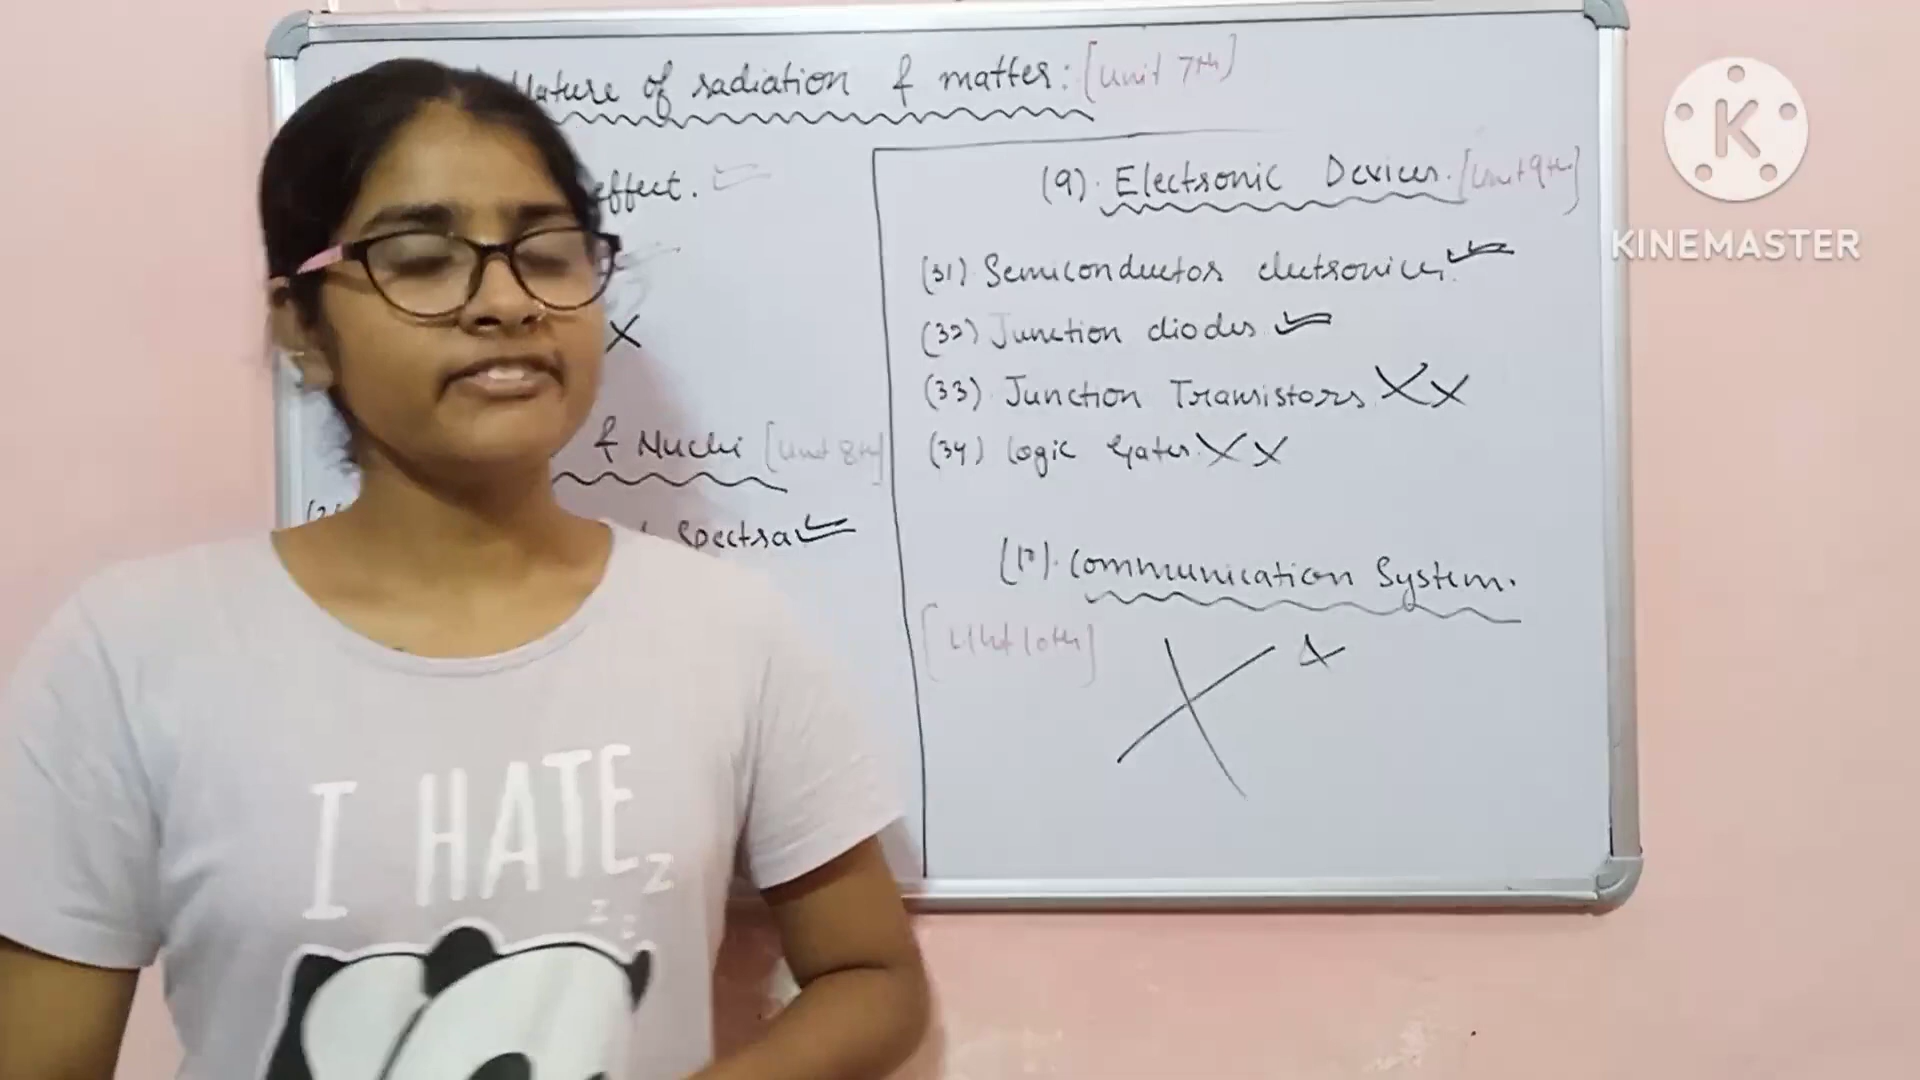 Nature of radiation & matter: [Unit 7th]
effect.
& Nuclei [Unit 8th]
Spectra
(9). Electronic Devices. [Unit 9th]
(31) Semiconductor electronics.
(32) Junction diodes
(33) Junction Transistors XX
(34) Logic Gates. XX
(10). Communication System.
[Unit 10th]
I HATE
z
z
z
K
KINEMASTER